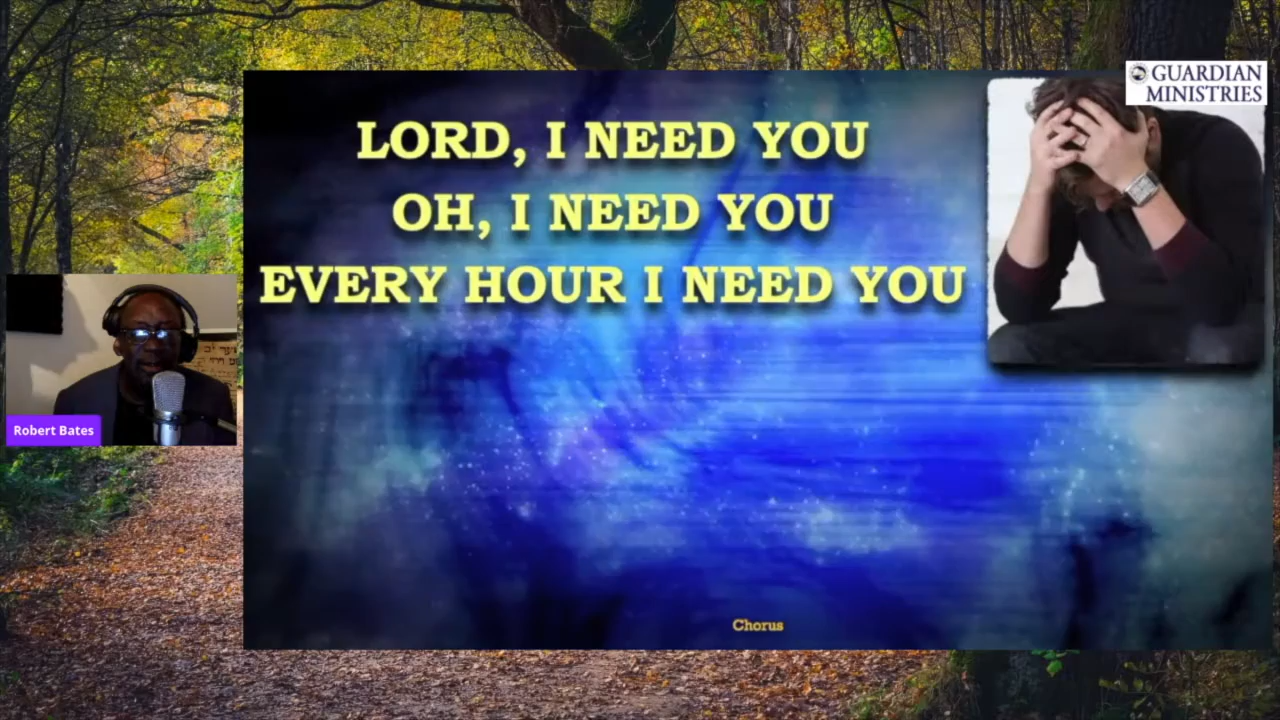 GUARDIAN
MINISTRIES
LORD, I NEED YOU
OH, I NEED YOU
EVERY HOUR I NEED YOU
Robert Bates
Chorus